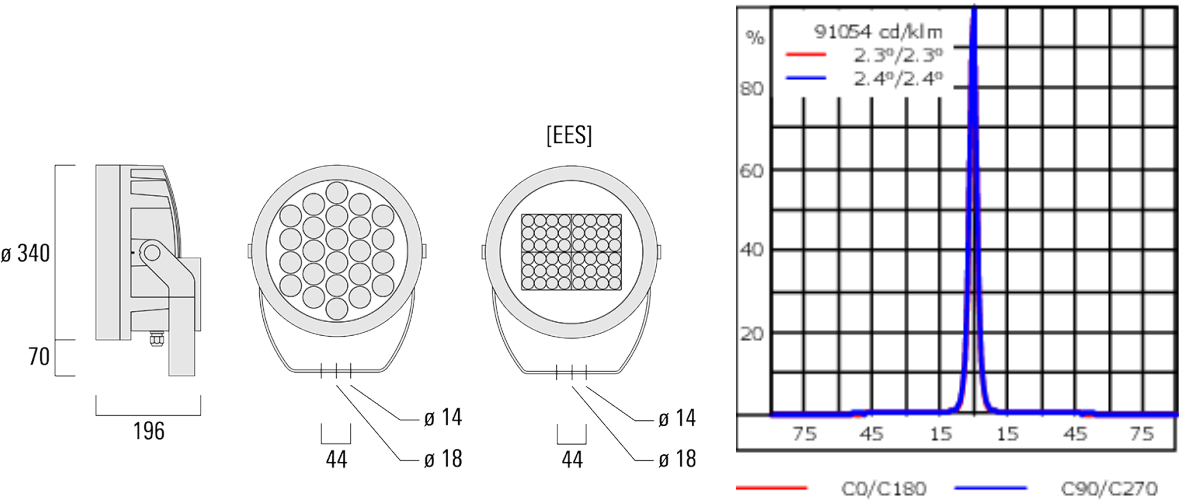 ø 340
70
196
ø 14
ø 18
44
[EES]
ø 14
ø 18
44
91054 cd/klm
2.3º/2.3º
2.4º/2.4º
%
80
60
40
20
75 45 15 15 45 75
C0/C180 C90/C270